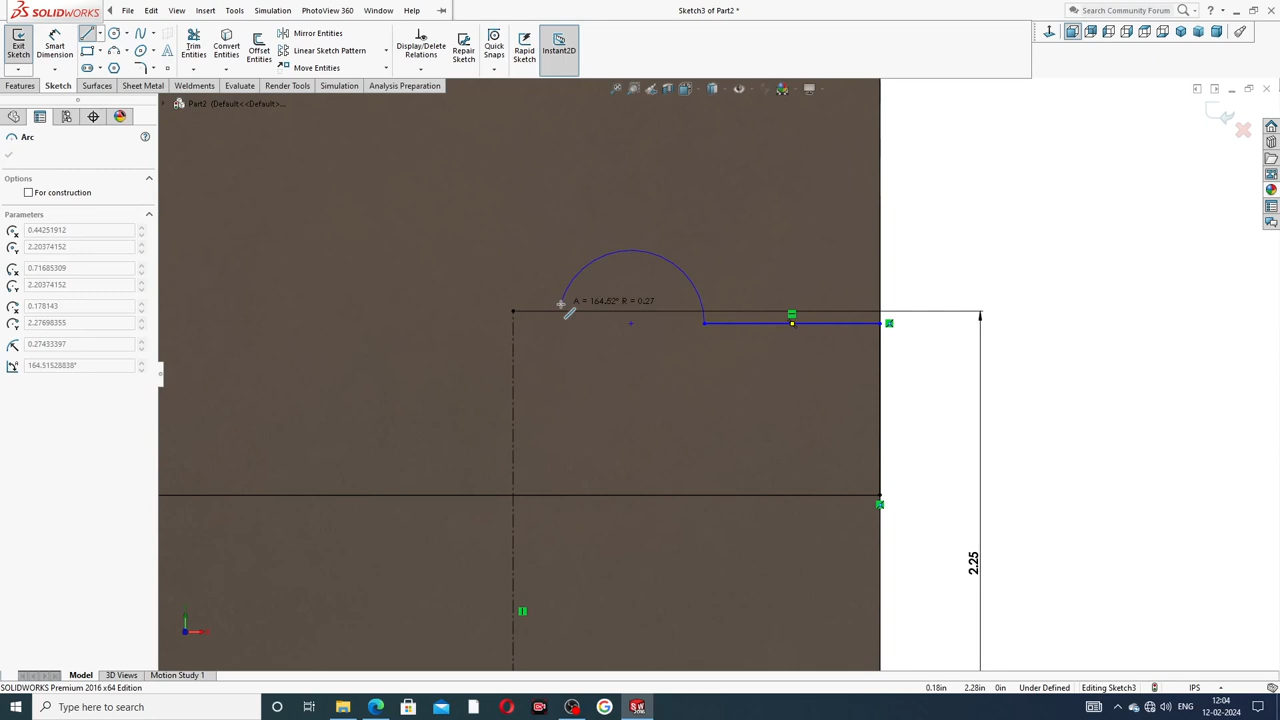 SOLIDWORKS
File
Edit
View
Insert
Tools
Simulation
PhotoView 360
Window
Help
Sketch3 of Part2 *
Search Community Forum
Exit Sketch
Smart Dimension
Trim Entities
Convert Entities
Offset Entities
Mirror Entities
Linear Sketch Pattern
Move Entities
Display/Delete Relations
Repair Sketch
Quick Snaps
Rapid Sketch
Instant2D
Features
Sketch
Surfaces
Sheet Metal
Weldments
Evaluate
Render Tools
Simulation
Analysis Preparation
Part2 (Default<<Default>...
Arc
Options
For construction
Parameters
0.44251912
2.20374152
0.71685309
2.20374152
0.178143
2.27698355
0.27433397
164.51528838°
A = 164.52° R = 0.27
2.25
Model
3D Views
Motion Study 1
SOLIDWORKS Premium 2016 x64 Edition
0.18in
2.28in
0in
Under Defined
Editing Sketch3
IPS
Type here to search
ENG
12:04
12-02-2024